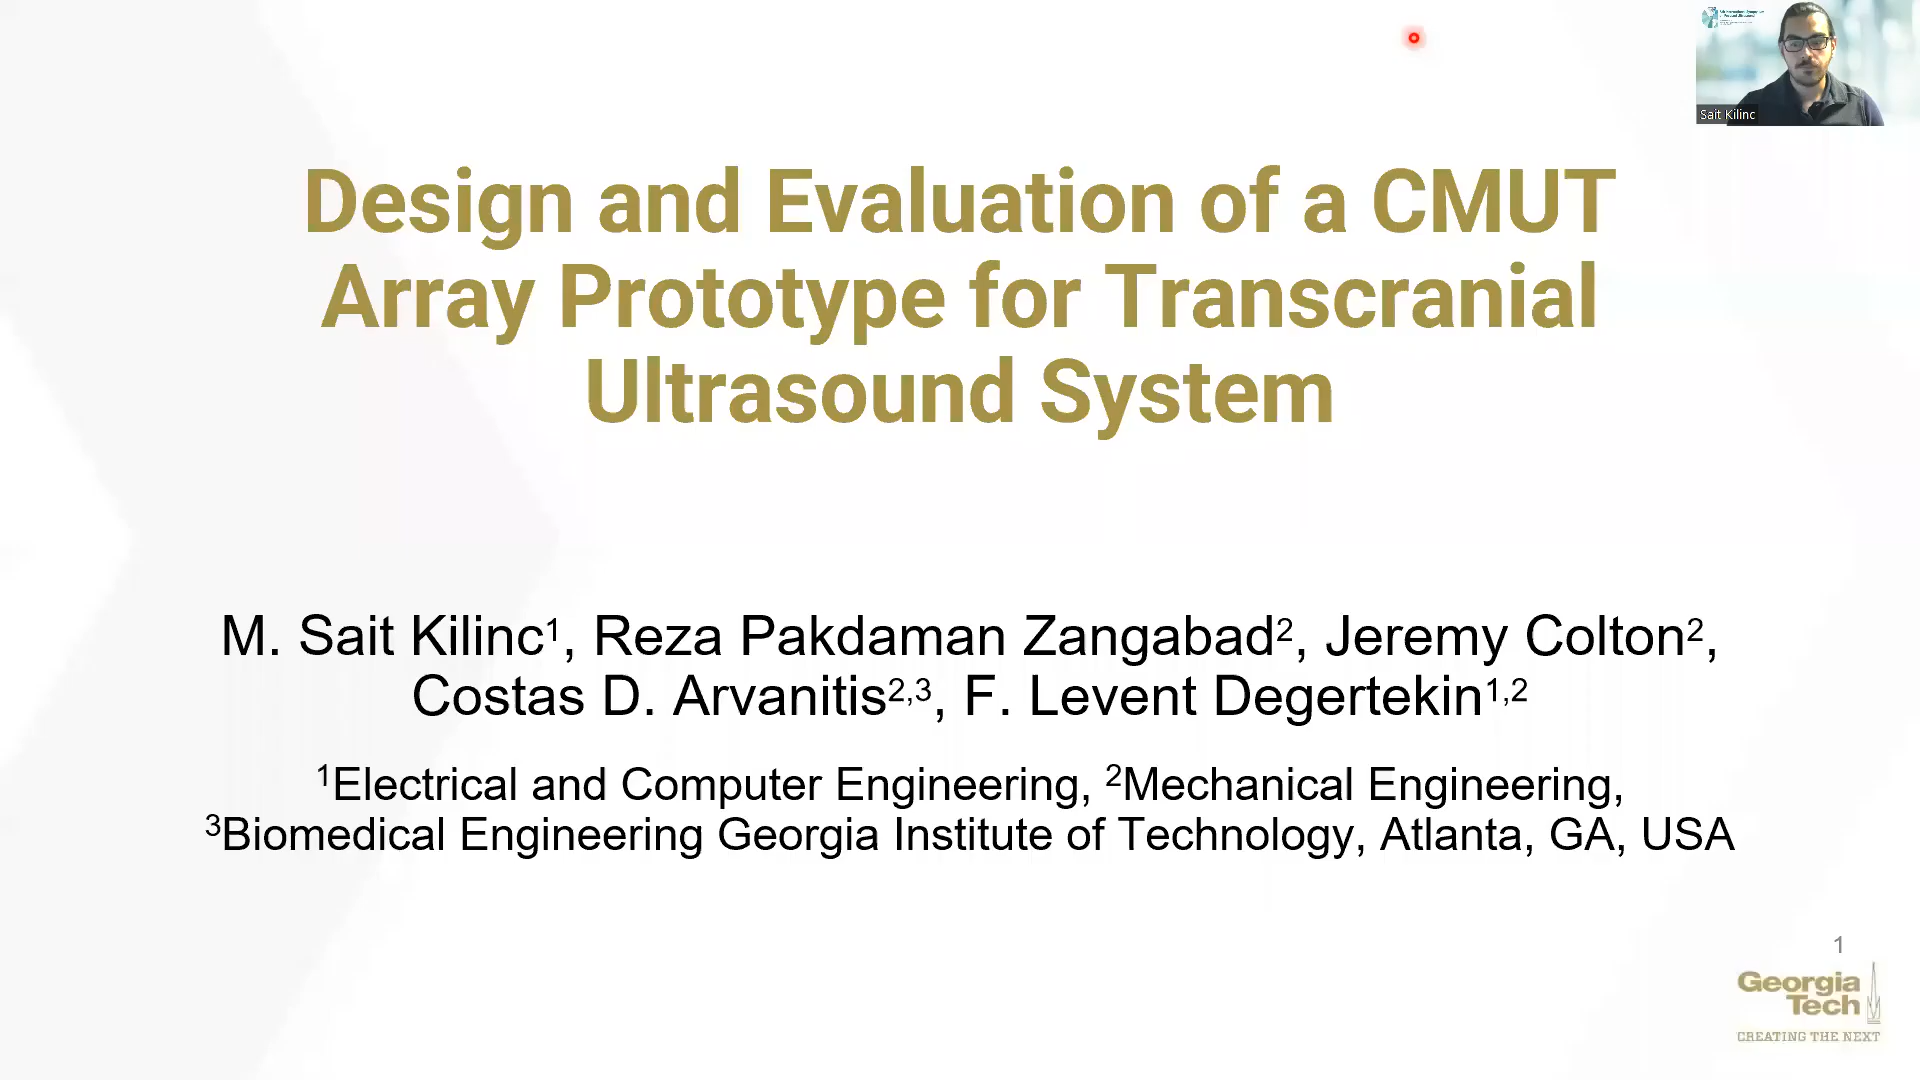 Sait Kilinc
Design and Evaluation of a CMUT
Array Prototype for Transcranial
Ultrasound System
M. Sait Kilinc1, Reza Pakdaman Zangabad2, Jeremy Colton2,
Costas D. Arvanitis2,3, F. Levent Degertekin1,2
1Electrical and Computer Engineering, 2Mechanical Engineering,
3Biomedical Engineering Georgia Institute of Technology, Atlanta, GA, USA
1
Georgia
Tech
CREATING THE NEXT